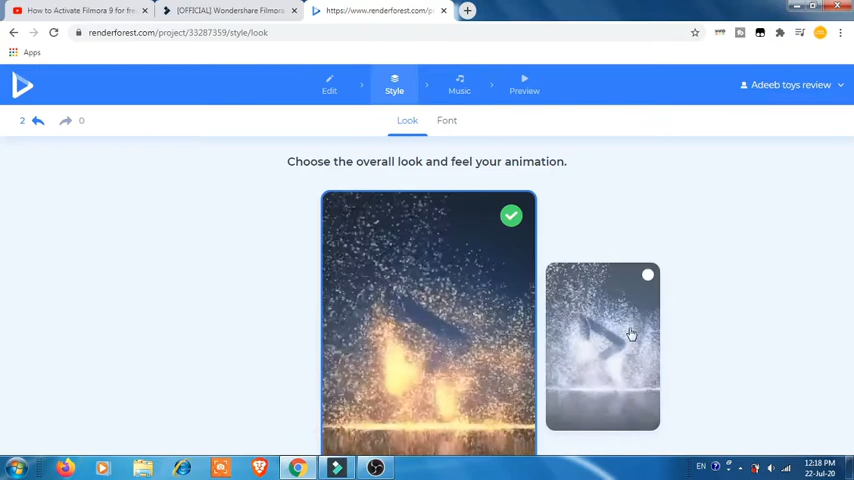 How to Activate Filmora 9 for fre
[OFFICIAL] Wondershare Filmora
https://www.renderforest.com/p
renderforest.com/project/33287359/style/look
Apps
Edit
Style
Music
Preview
Adeeb toys review
2
0
Look
Font
Choose the overall look and feel your animation.
EN
12:18 PM
22-Jul-20